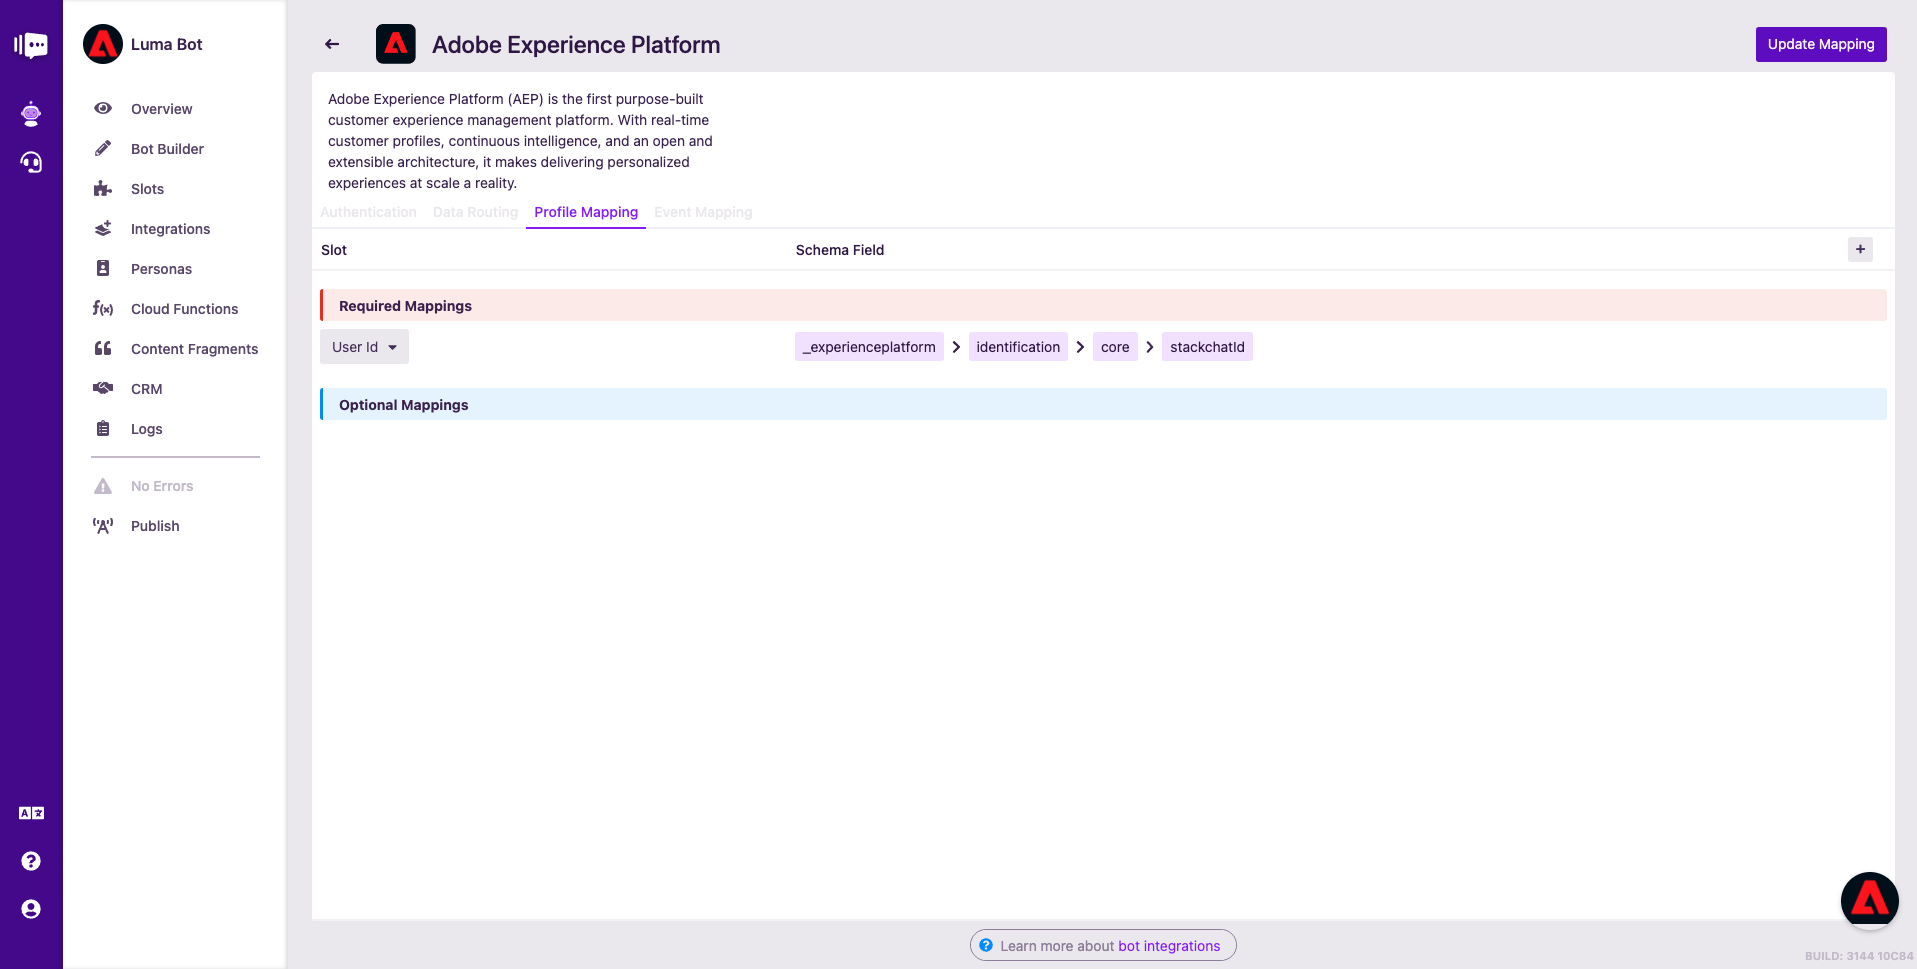 Luma Bot
Overview
Bot Builder
Slots
Integrations
Personas
Cloud Functions
Content Fragments
CRM
Logs
No Errors
Publish
Adobe Experience Platform
Update Mapping
Adobe Experience Platform (AEP) is the first purpose-built
customer experience management platform. With real-time
customer profiles, continuous intelligence, and an open and
extensible architecture, it makes delivering personalized
experiences at scale a reality.
Authentication Data Routing Profile Mapping Event Mapping
Slot Schema Field +
Required Mappings
User Id _experienceplatform > identification > core > stackchatId
Optional Mappings
Learn more about bot integrations
BUILD: 3144 10C84